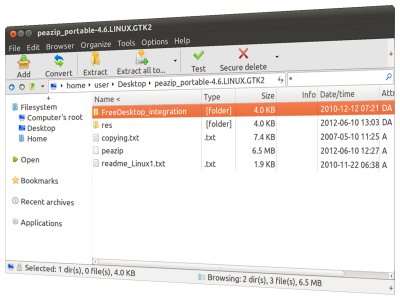 peazip_portable-4.6.LINUX.GTK2
File Edit Browser Organize Tools Options Help
Add Convert Extract Extract all to... Test Secure delete
home user Desktop peazip_portable-4.6.LINUX.GTK2 *
Name < Type Size Info Date/time Attr
FreeDesktop_integration [folder] 4.0 KB 2010-12-12 07:21 DA
res [folder] 4.0 KB 2012-06-10 13:03 DA
copying.txt .txt 7.4 KB 2007-05-10 11:25 A
peazip 6.5 MB 2012-06-10 12:27 A
readme_Linux1.txt .txt 1.9 KB 2010-11-22 06:38 A
Filesystem
Computer's root
Desktop
Home
Open
Bookmarks
Recent archives
Applications
Selected: 1 dir(s), 0 file(s), 4.0 KB
Browsing: 2 dir(s), 3 file(s), 6.5 MB